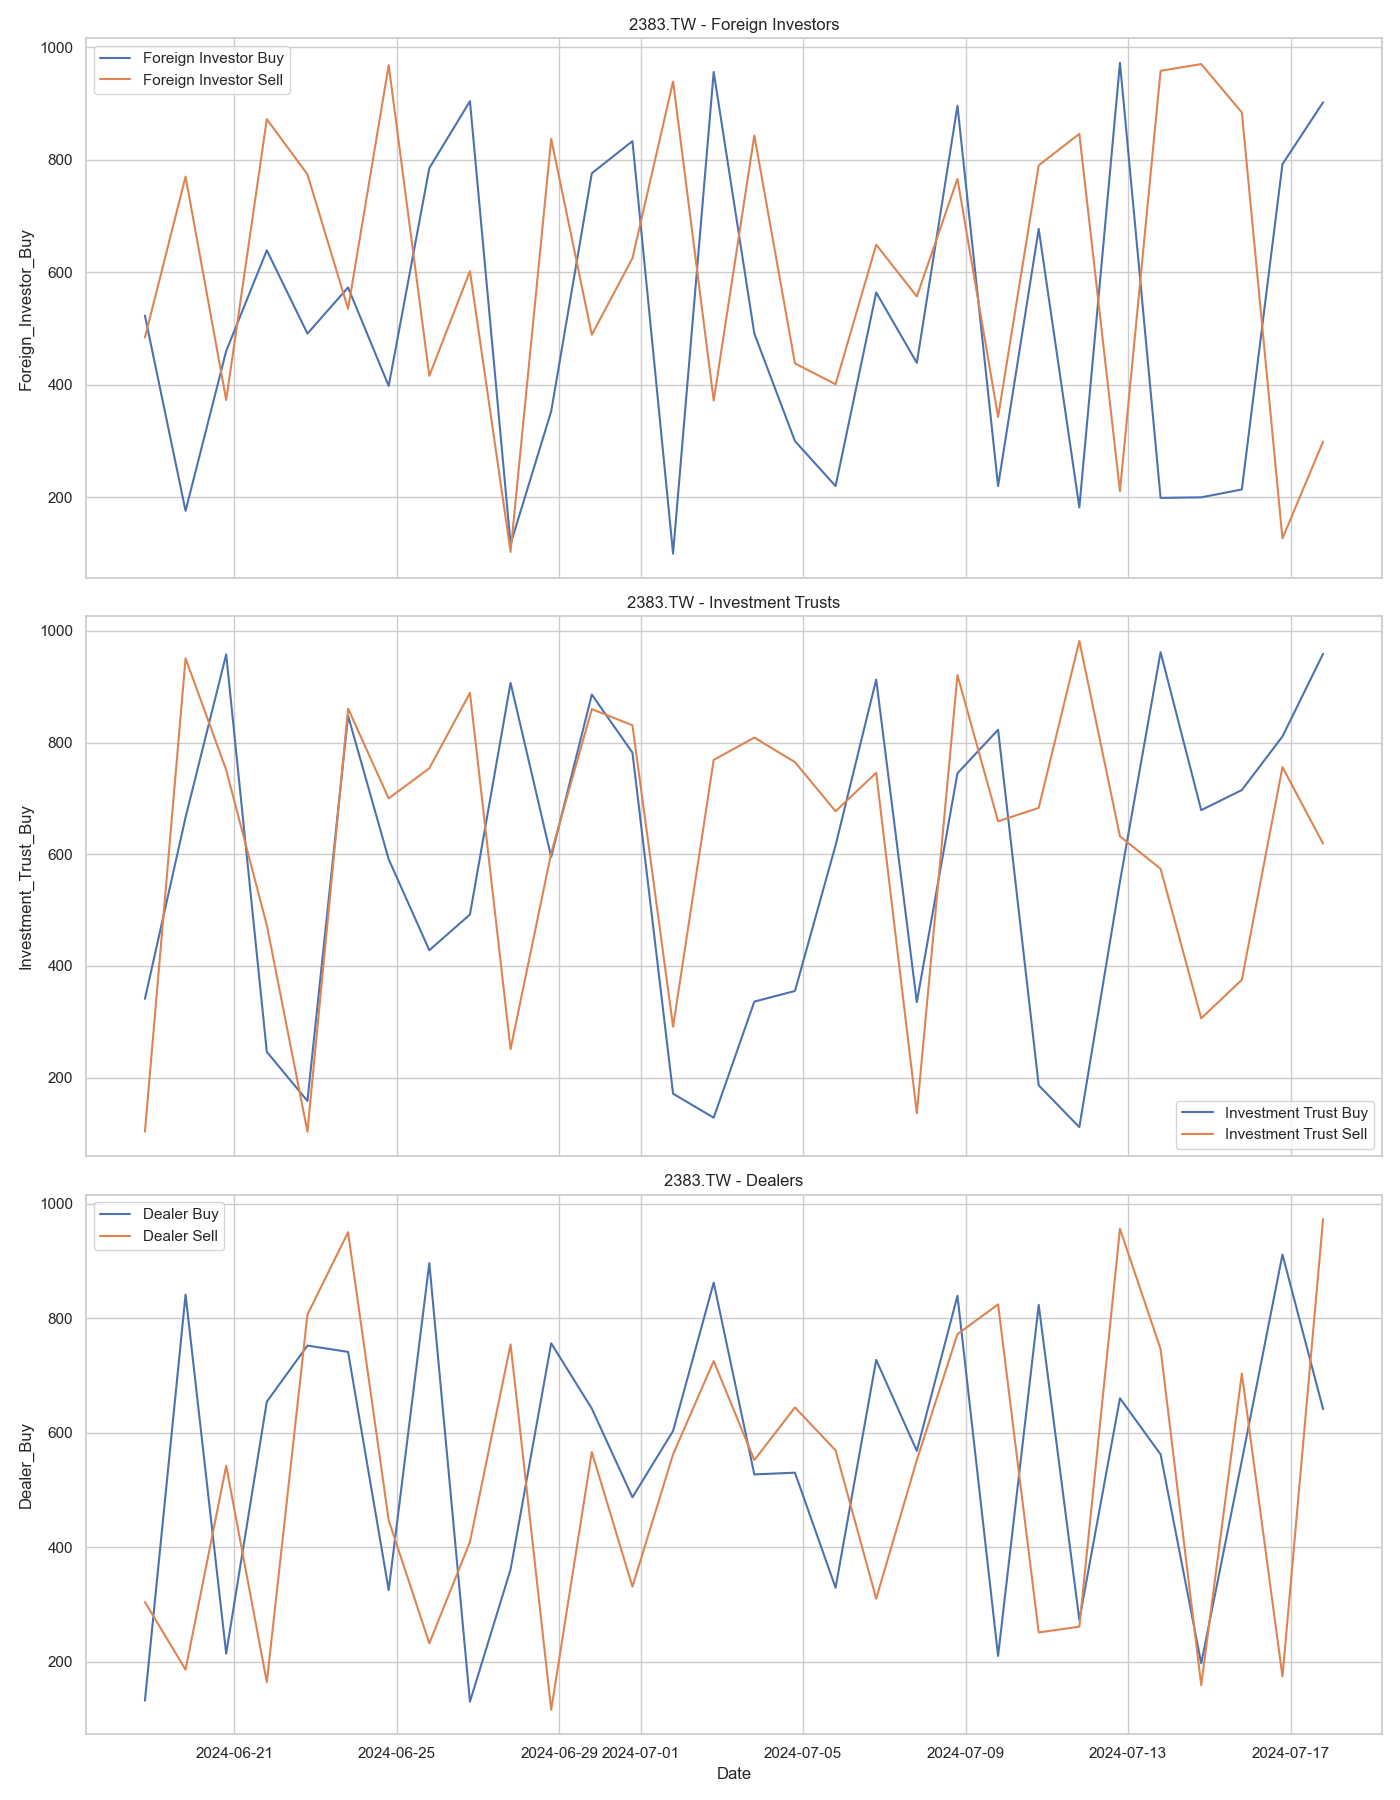 2383.TW - Foreign Investors
Foreign Investor Buy
Foreign Investor Sell
Foreign_Investor_Buy
1000
800
600
400
200
2383.TW - Investment Trusts
Investment_Trust_Buy
1000
800
600
400
200
Investment Trust Buy
Investment Trust Sell
2383.TW - Dealers
Dealer Buy
Dealer Sell
Dealer_Buy
1000
800
600
400
200
2024-06-21 2024-06-25 2024-06-29 2024-07-01 2024-07-05 2024-07-09 2024-07-13 2024-07-17
Date